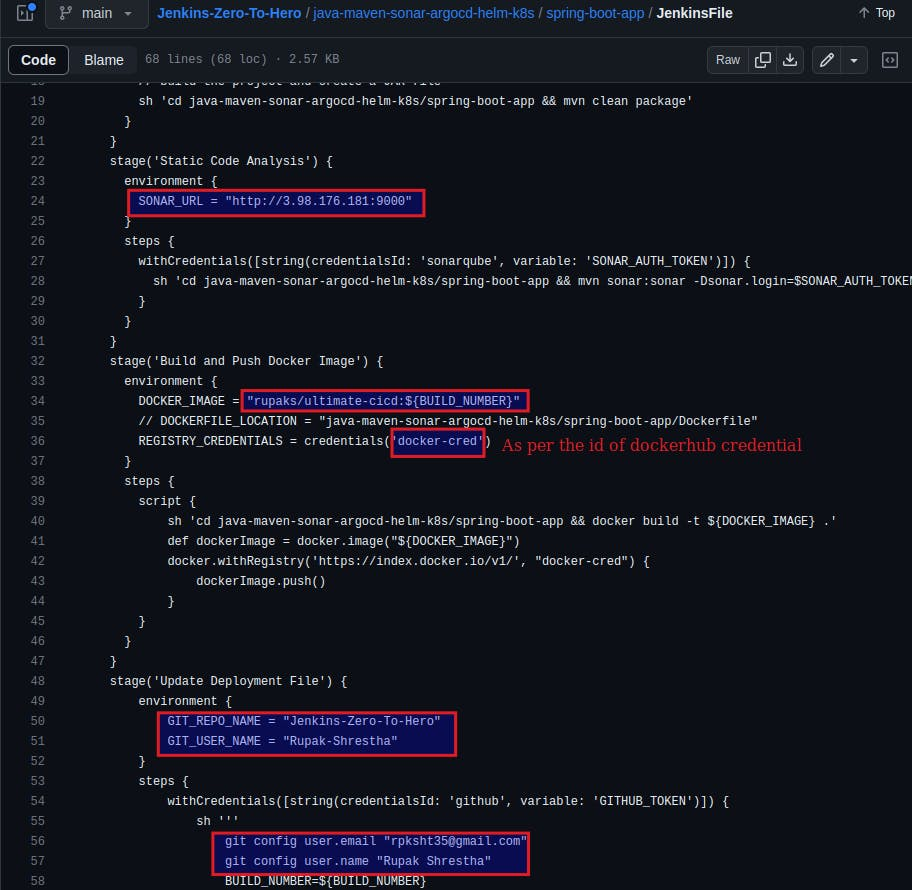 main
Jenkins-Zero-To-Hero / java-maven-sonar-argocd-helm-k8s / spring-boot-app / JenkinsFile
Top
Code Blame 68 lines (68 loc) · 2.57 KB Raw
19 sh 'cd java-maven-sonar-argocd-helm-k8s/spring-boot-app && mvn clean package'
20 }
21 }
22 stage('Static Code Analysis') {
23 environment {
24 SONAR_URL = "http://3.98.176.181:9000"
25 }
26 steps {
27 withCredentials([string(credentialsId: 'sonarqube', variable: 'SONAR_AUTH_TOKEN')]) {
28 sh 'cd java-maven-sonar-argocd-helm-k8s/spring-boot-app && mvn sonar:sonar -Dsonar.login=$SONAR_AUTH_TOKEN
29 }
30 }
31 }
32 stage('Build and Push Docker Image') {
33 environment {
34 DOCKER_IMAGE = "rupaks/ultimate-cicd:${BUILD_NUMBER}"
35 // DOCKERFILE_LOCATION = "java-maven-sonar-argocd-helm-k8s/spring-boot-app/Dockerfile"
36 REGISTRY_CREDENTIALS = credentials('docker-cred') As per the id of dockerhub credential
37 }
38 steps {
39 script {
40 sh 'cd java-maven-sonar-argocd-helm-k8s/spring-boot-app && docker build -t ${DOCKER_IMAGE} .'
41 def dockerImage = docker.image("${DOCKER_IMAGE}")
42 docker.withRegistry('https://index.docker.io/v1/', "docker-cred") {
43 dockerImage.push()
44 }
45 }
46 }
47 }
48 stage('Update Deployment File') {
49 environment {
50 GIT_REPO_NAME = "Jenkins-Zero-To-Hero"
51 GIT_USER_NAME = "Rupak-Shrestha"
52 }
53 steps {
54 withCredentials([string(credentialsId: 'github', variable: 'GITHUB_TOKEN')]) {
55 sh '''
56 git config user.email "rpksht35@gmail.com"
57 git config user.name "Rupak Shrestha"
58 BUILD_NUMBER=${BUILD_NUMBER}